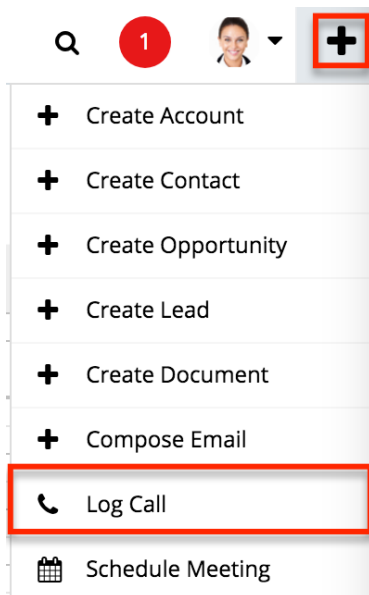 1
Create Account
Create Contact
Create Opportunity
Create Lead
Create Document
Compose Email
Log Call
Schedule Meeting